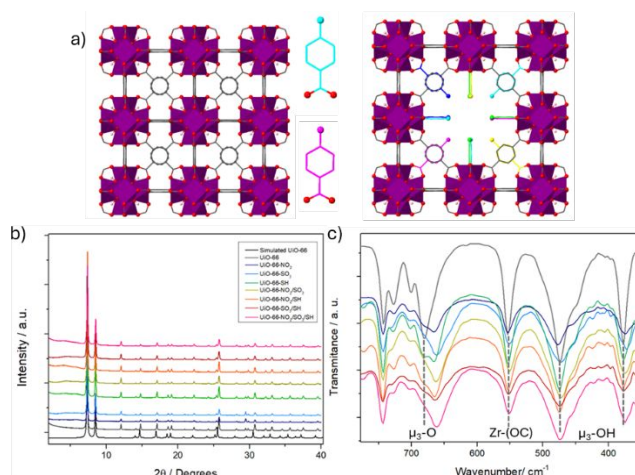 a)
b)
Intensity / a.u.
Simulated UiO-66
UiO-66
UiO-66-NO₂
UiO-66-SO₃
UiO-66-SH
UiO-66-NO₂/SO₃
UiO-66-NO₂/SH
UiO-66-SO₃/SH
UiO-66-NO₂/SO₃/SH
10
20
30
40
2θ / Degrees
c)
Transmitance / a. u.
μ₃-O
Zr-(OC)
μ₃-OH
700
600
500
400
Wavenumber/ cm⁻¹